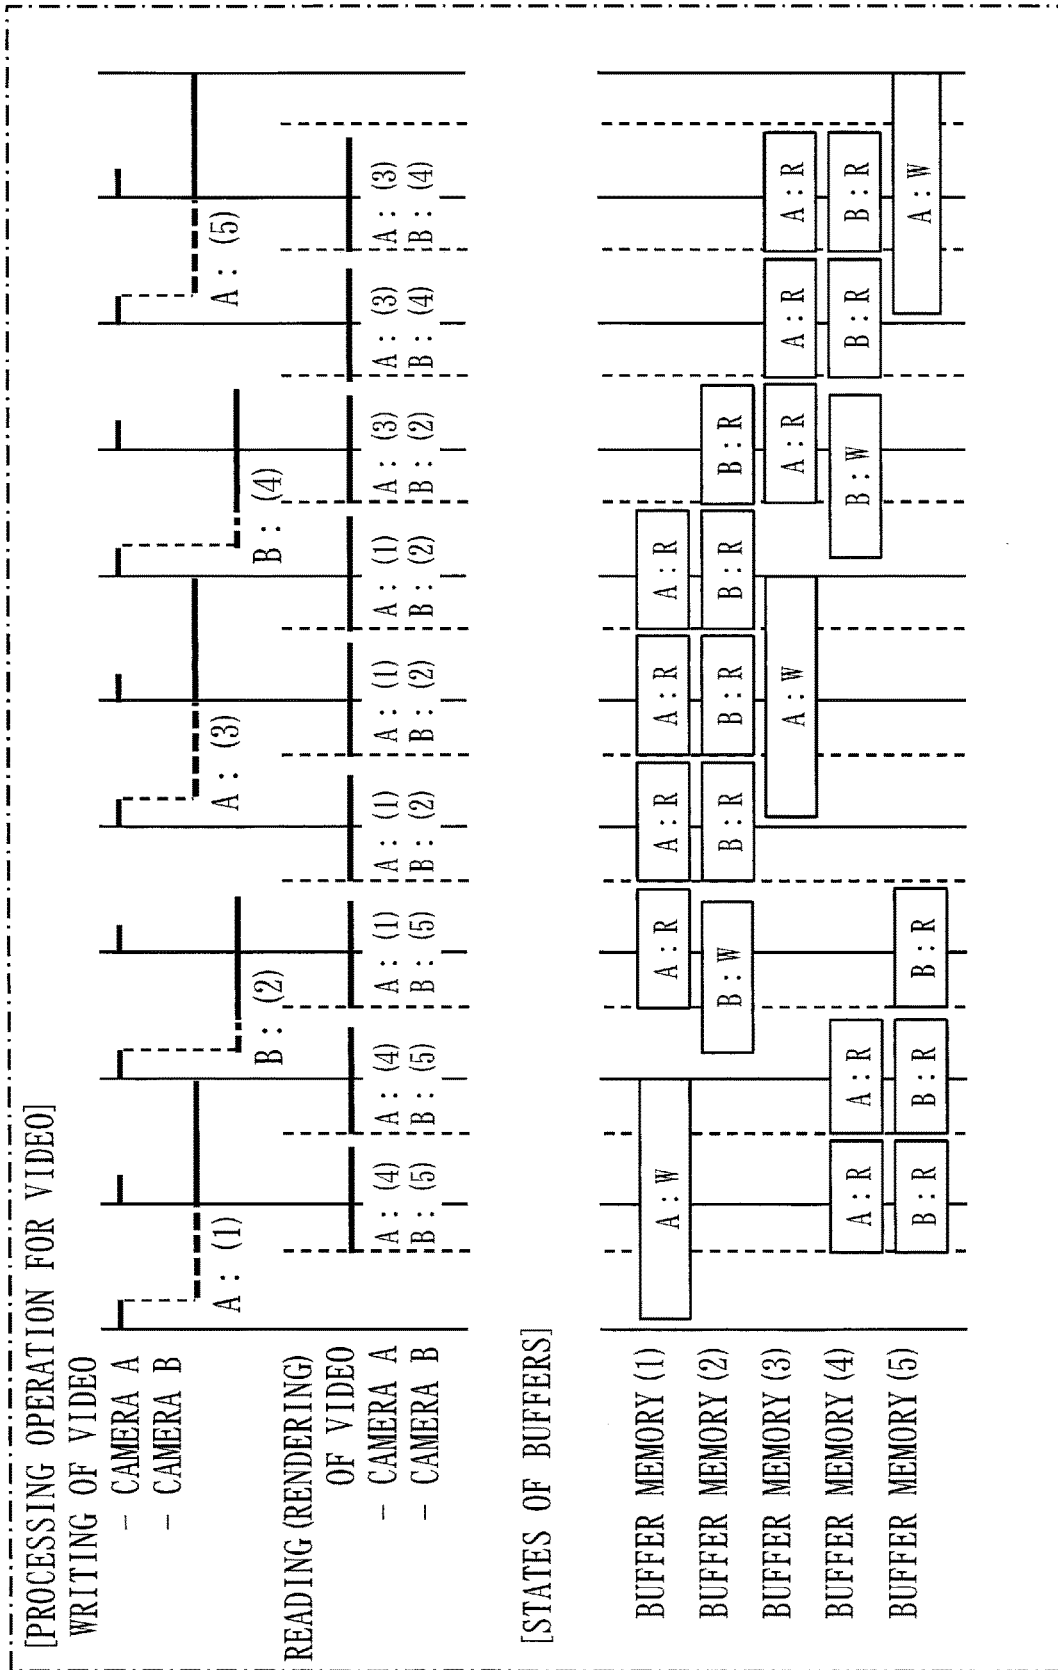 [PROCESSING OPERATION FOR VIDEO]
WRITING OF VIDEO
- CAMERA A
- CAMERA B
A : (1) A : (3) A : (5)
B : (2) B : (4)
READING (RENDERING)
OF VIDEO
- CAMERA A A : (4) A : (4) A : (1) A : (1) A : (1) A : (1) A : (3) A : (3) A : (3)
- CAMERA B B : (5) B : (5) B : (5) B : (2) B : (2) B : (2) B : (2) B : (4) B : (4)
[STATES OF BUFFERS]
BUFFER MEMORY (1) A : W A : R A : R A : R A : R
BUFFER MEMORY (2) B : W B : R B : R B : R B : R
BUFFER MEMORY (3) A : W A : R A : R A : R
BUFFER MEMORY (4) A : R A : R B : W B : R B : R
BUFFER MEMORY (5) B : R B : R B : R A : W